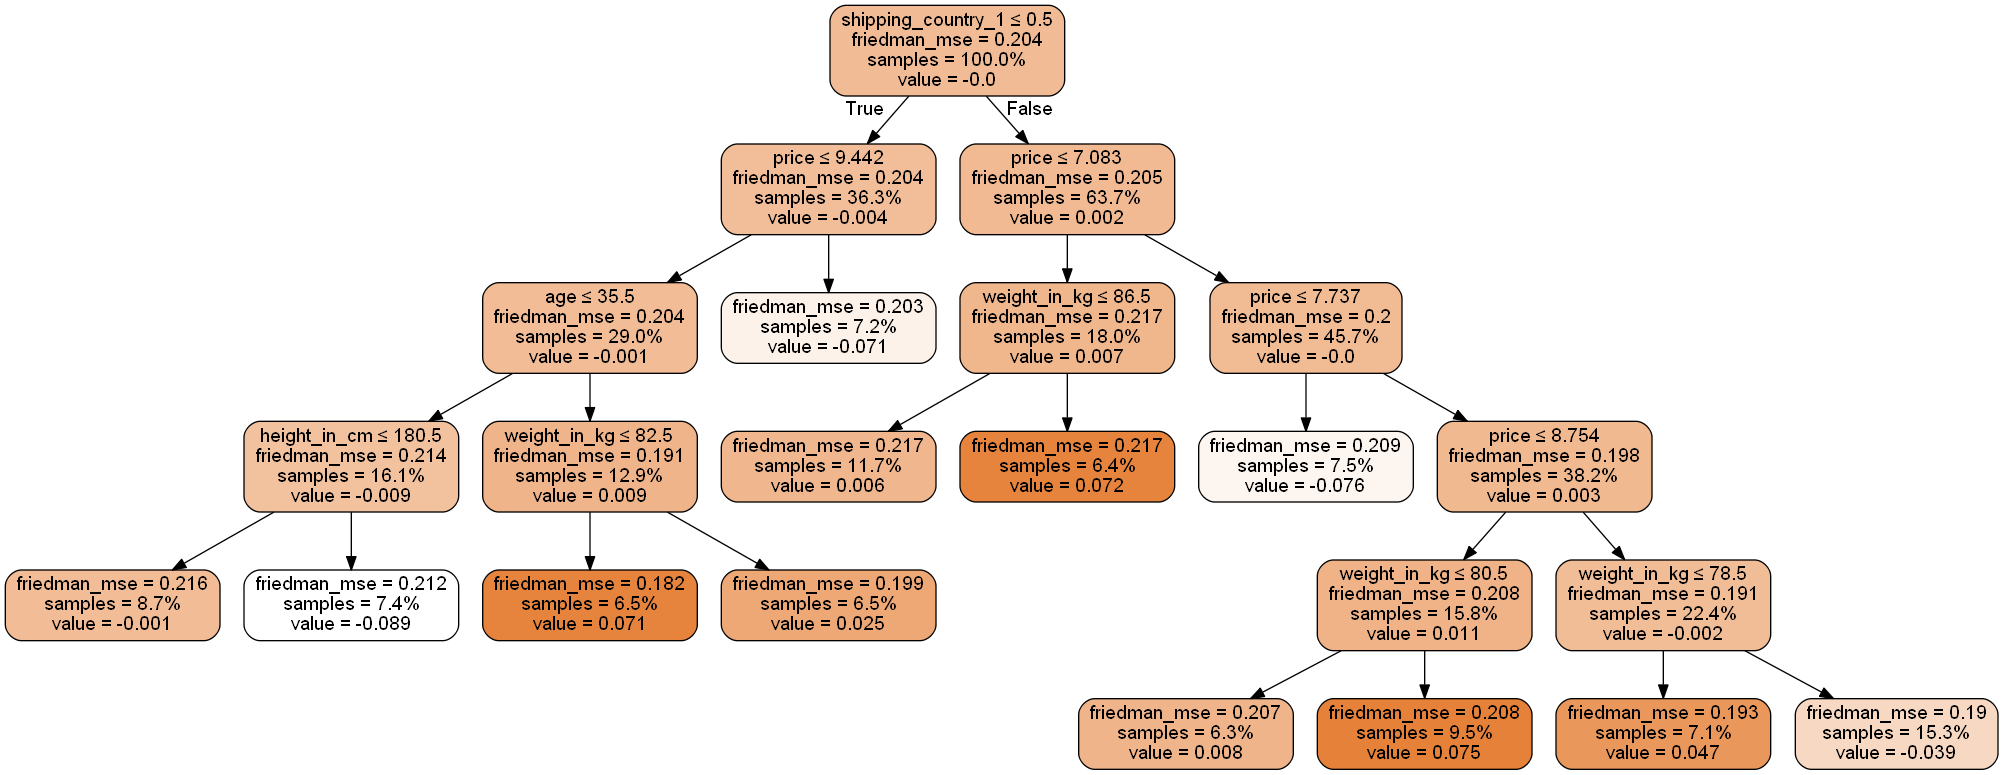 shipping_country_1 ≤ 0.5
friedman_mse = 0.204
samples = 100.0%
value = -0.0
True
False
price ≤ 9.442
friedman_mse = 0.204
samples = 36.3%
value = -0.004
price ≤ 7.083
friedman_mse = 0.205
samples = 63.7%
value = 0.002
age ≤ 35.5
friedman_mse = 0.204
samples = 29.0%
value = -0.001
friedman_mse = 0.203
samples = 7.2%
value = -0.071
weight_in_kg ≤ 86.5
friedman_mse = 0.217
samples = 18.0%
value = 0.007
price ≤ 7.737
friedman_mse = 0.2
samples = 45.7%
value = -0.0
height_in_cm ≤ 180.5
friedman_mse = 0.214
samples = 16.1%
value = -0.009
weight_in_kg ≤ 82.5
friedman_mse = 0.191
samples = 12.9%
value = 0.009
friedman_mse = 0.217
samples = 11.7%
value = 0.006
friedman_mse = 0.217
samples = 6.4%
value = 0.072
friedman_mse = 0.209
samples = 7.5%
value = -0.076
price ≤ 8.754
friedman_mse = 0.198
samples = 38.2%
value = 0.003
friedman_mse = 0.216
samples = 8.7%
value = -0.001
friedman_mse = 0.212
samples = 7.4%
value = -0.089
friedman_mse = 0.182
samples = 6.5%
value = 0.071
friedman_mse = 0.199
samples = 6.5%
value = 0.025
weight_in_kg ≤ 80.5
friedman_mse = 0.208
samples = 15.8%
value = 0.011
weight_in_kg ≤ 78.5
friedman_mse = 0.191
samples = 22.4%
value = -0.002
friedman_mse = 0.207
samples = 6.3%
value = 0.008
friedman_mse = 0.208
samples = 9.5%
value = 0.075
friedman_mse = 0.193
samples = 7.1%
value = 0.047
friedman_mse = 0.19
samples = 15.3%
value = -0.039